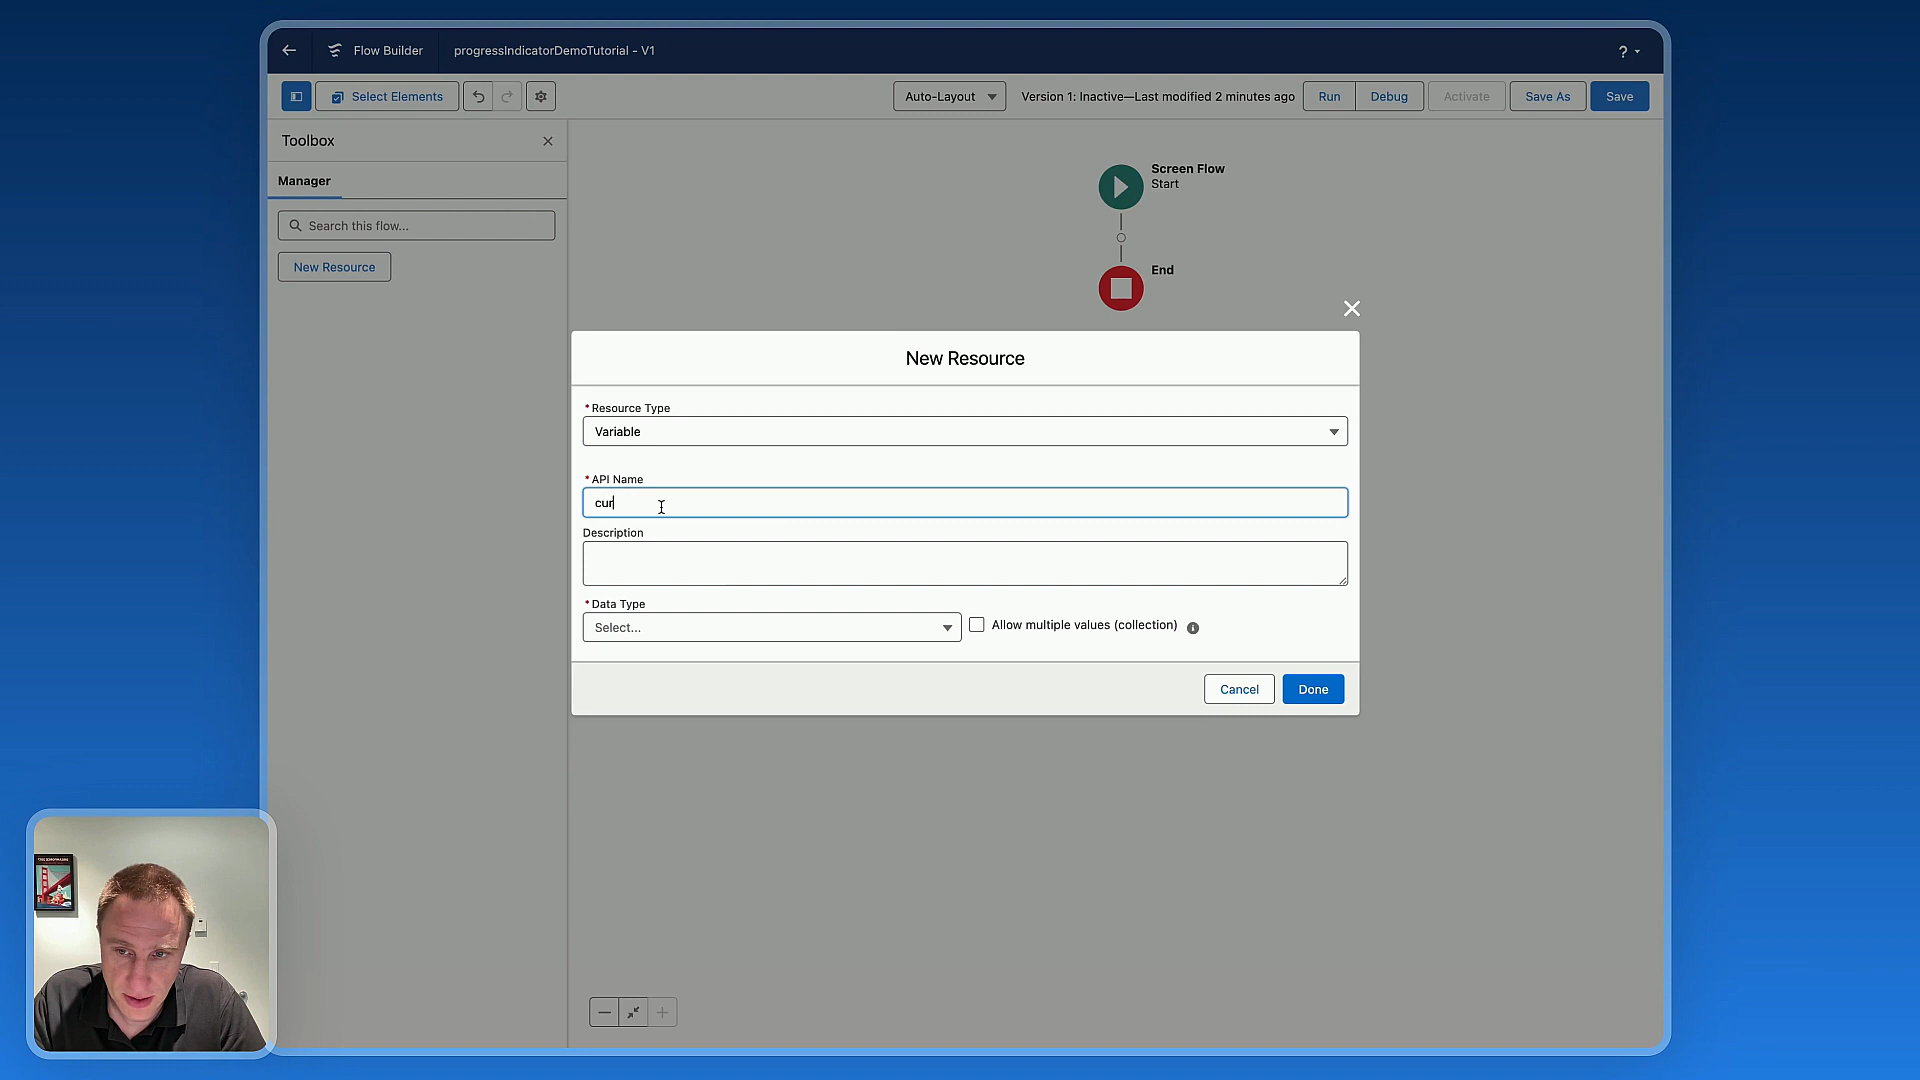 Flow Builder
progressIndicatorDemoTutorial - V1
?
Select Elements
Auto-Layout
Version 1: Inactive—Last modified 2 minutes ago
Run
Debug
Activate
Save As
Save
Toolbox
Manager
Search this flow...
New Resource
Screen Flow
Start
End
New Resource
* Resource Type
Variable
* API Name
cur
Description
* Data Type
Select...
Allow multiple values (collection)
Cancel
Done